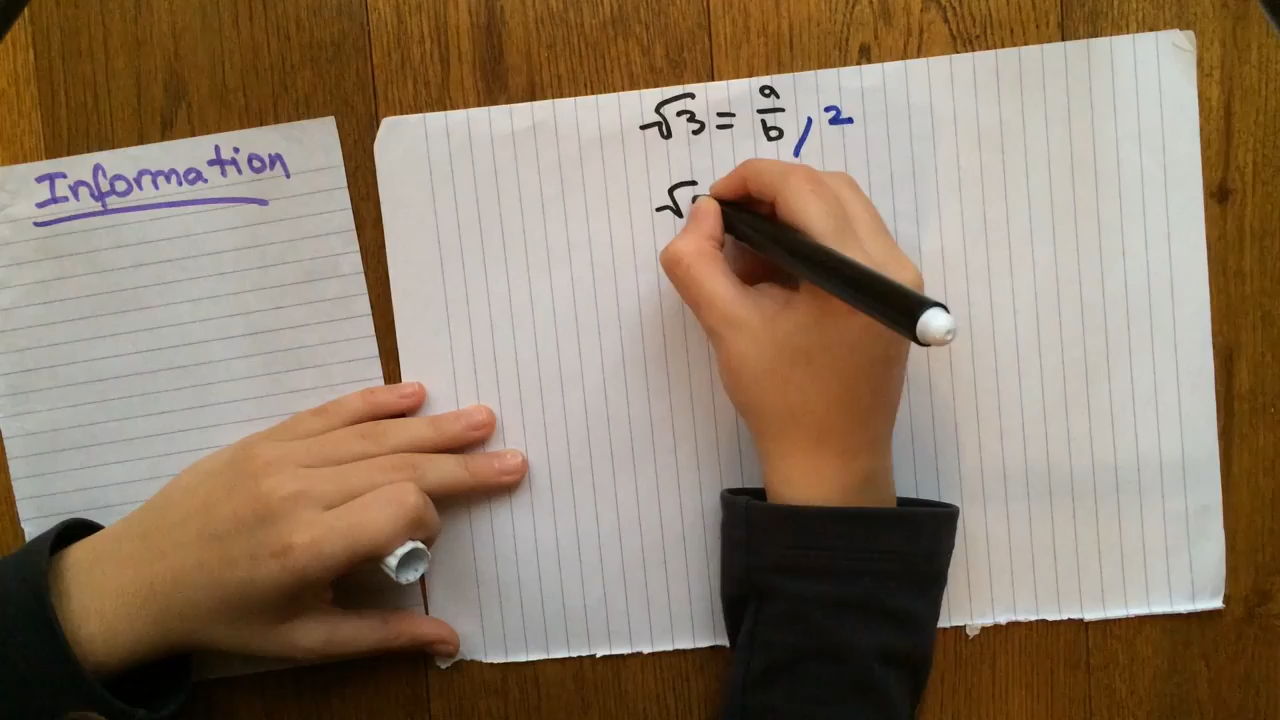 Information
√3 = a/b , 2
√